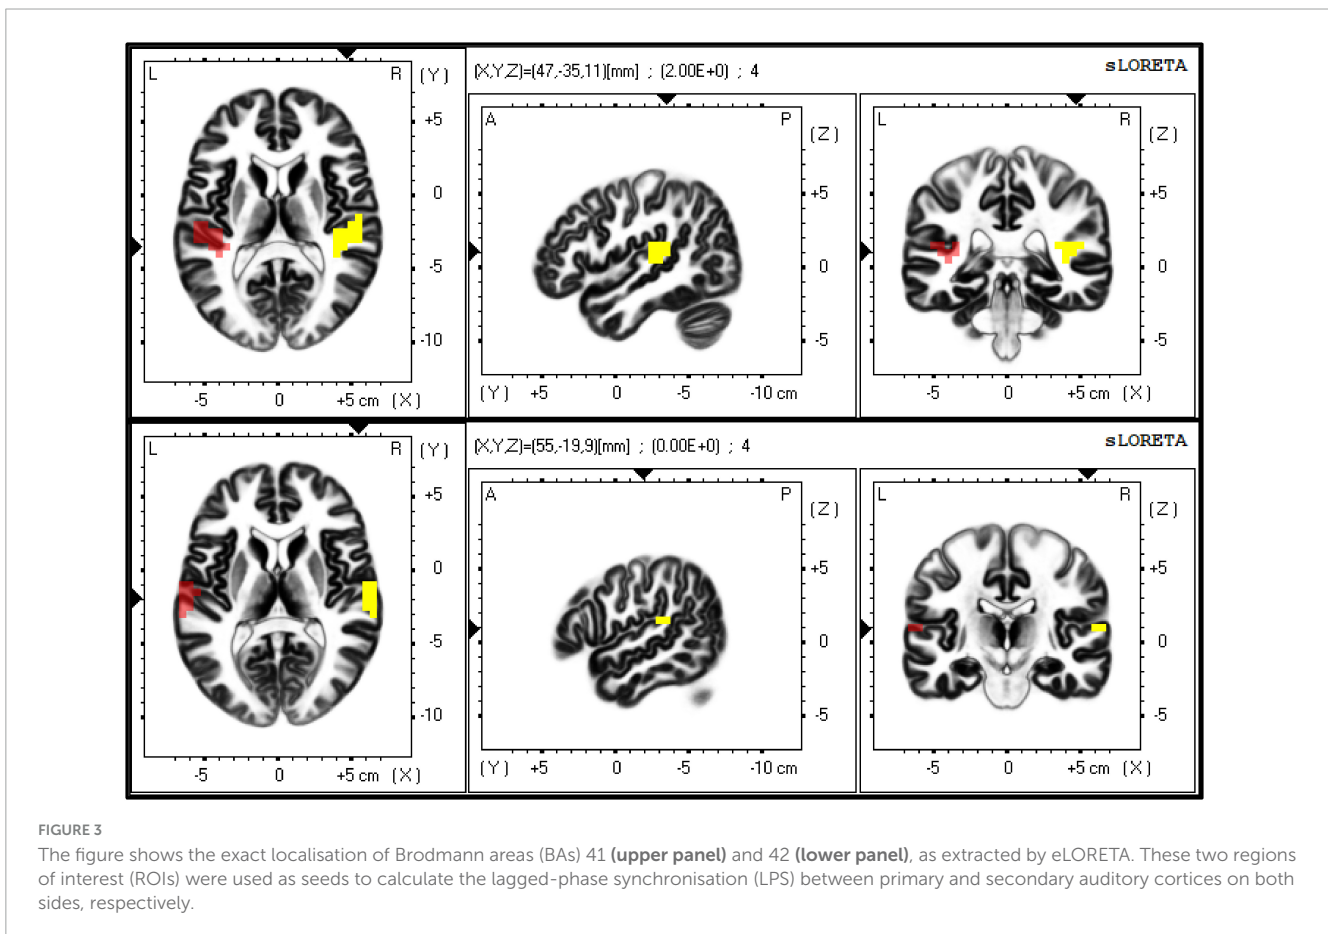 L R (Y)
(X,Y,Z)=(47,-35,11)[mm] ; (2.00E+0) ; 4
sLORETA
+5
0
-5
-10
-5 0 +5 cm (X)
A P (Z)
+5
0
-5
(Y) +5 0 -5 -10 cm
L R (Z)
+5
0
-5
-5 0 +5 cm (X)
L R (Y)
(X,Y,Z)=(55,-19,9)[mm] ; (0.00E+0) ; 4
sLORETA
+5
0
-5
-10
-5 0 +5 cm (X)
A P (Z)
+5
0
-5
(Y) +5 0 -5 -10 cm
L R (Z)
+5
0
-5
-5 0 +5 cm (X)
FIGURE 3
The figure shows the exact localisation of Brodmann areas (BAs) 41 (upper panel) and 42 (lower panel), as extracted by eLORETA. These two regions
of interest (ROIs) were used as seeds to calculate the lagged-phase synchronisation (LPS) between primary and secondary auditory cortices on both
sides, respectively.